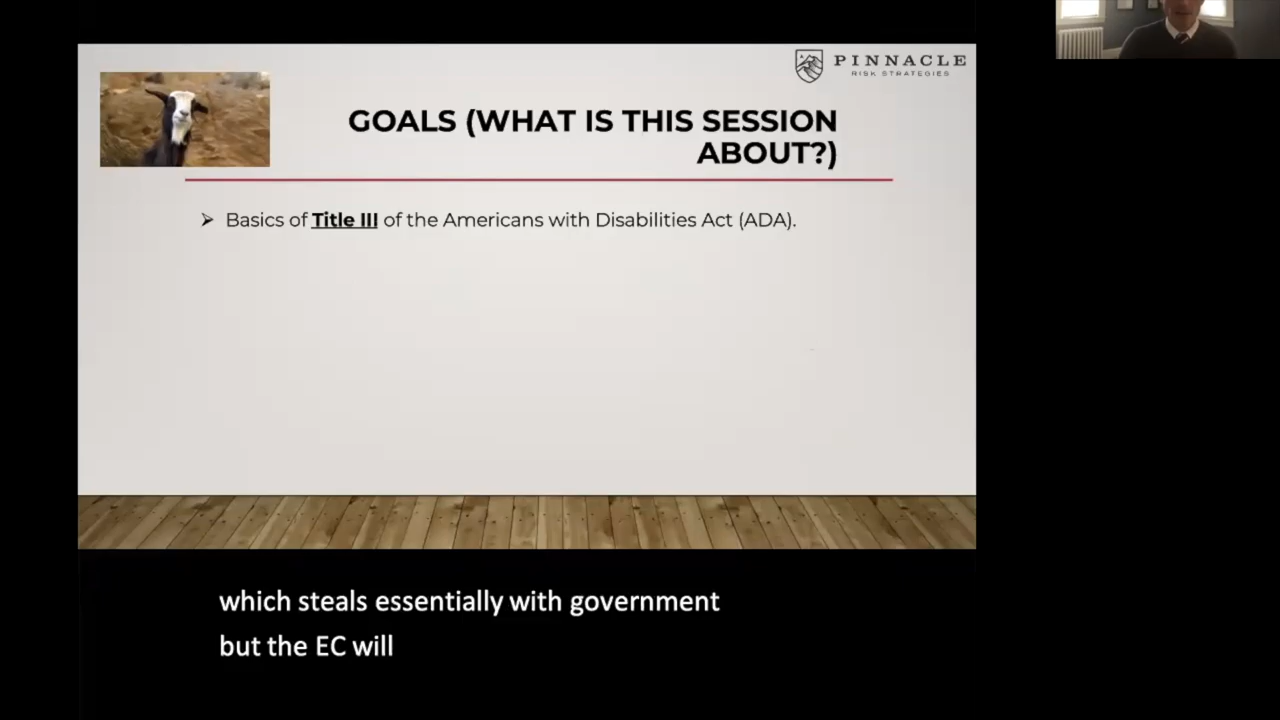 PINNACLE
RISK STRATEGIES
GOALS (WHAT IS THIS SESSION
ABOUT?)
Basics of Title III of the Americans with Disabilities Act (ADA).
which steals essentially with government
but the EC will